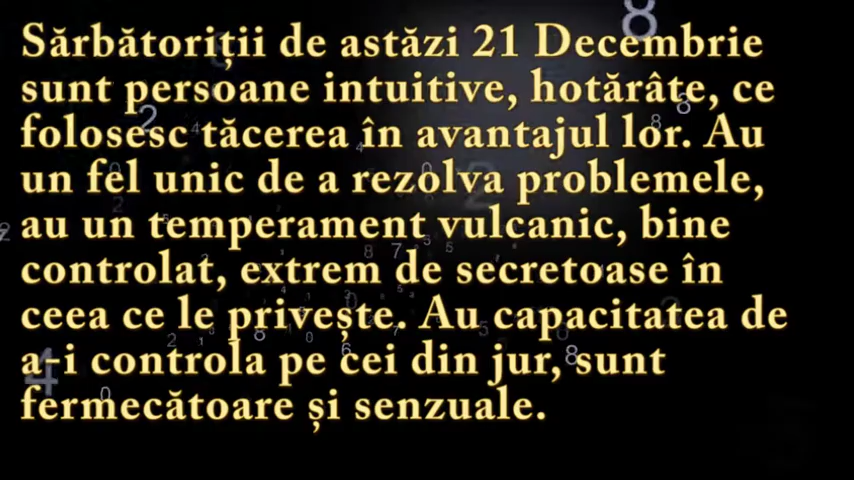 Sărbătoriții de astăzi 21 Decembrie
sunt persoane intuitive, hotărâte, ce
folosesc tăcerea în avantajul lor. Au
un fel unic de a rezolva problemele,
au un temperament vulcanic, bine
controlat, extrem de secretoase în
ceea ce le privește. Au capacitatea de
a-i controla pe cei din jur, sunt
fermecătoare și senzuale.